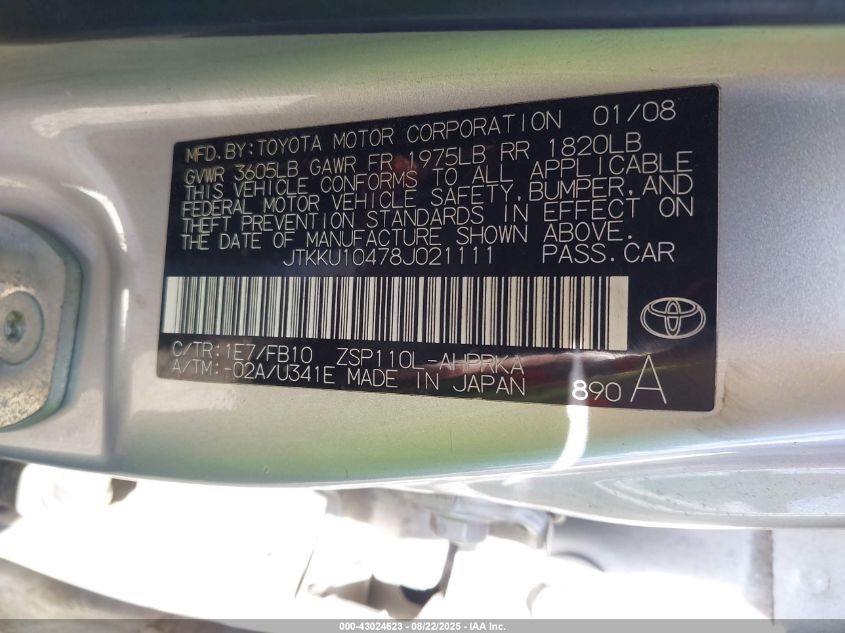 MFD. BY: TOYOTA MOTOR CORPORATION 01/08
GVWR 3605LB GAWR FR 1975LB RR 1820LB
THIS VEHICLE CONFORMS TO ALL APPLICABLE
FEDERAL MOTOR VEHICLE SAFETY, BUMPER, AND
THEFT PREVENTION STANDARDS IN EFFECT ON
THE DATE OF MANUFACTURE SHOWN ABOVE.
JTKKU10478J021111 PASS. CAR
C/TR: 1E7/FB10 ZSP110L-AHPRKA
A/TM: -02A/U341E MADE IN JAPAN 890 A
000-43024623 - 08/22/2025 - IAA Inc.